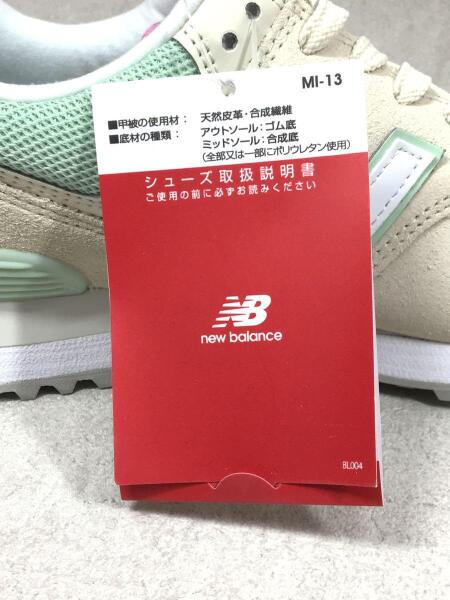 MI-13
■甲被の使用材： 天然皮革・合成繊維
■底材の種類： アウトソール：ゴム底
ミッドソール：合成底
（全部又は一部にポリウレタン使用）
シューズ取扱説明書
ご使用の前に必ずお読みください
NB
new balance
BL004